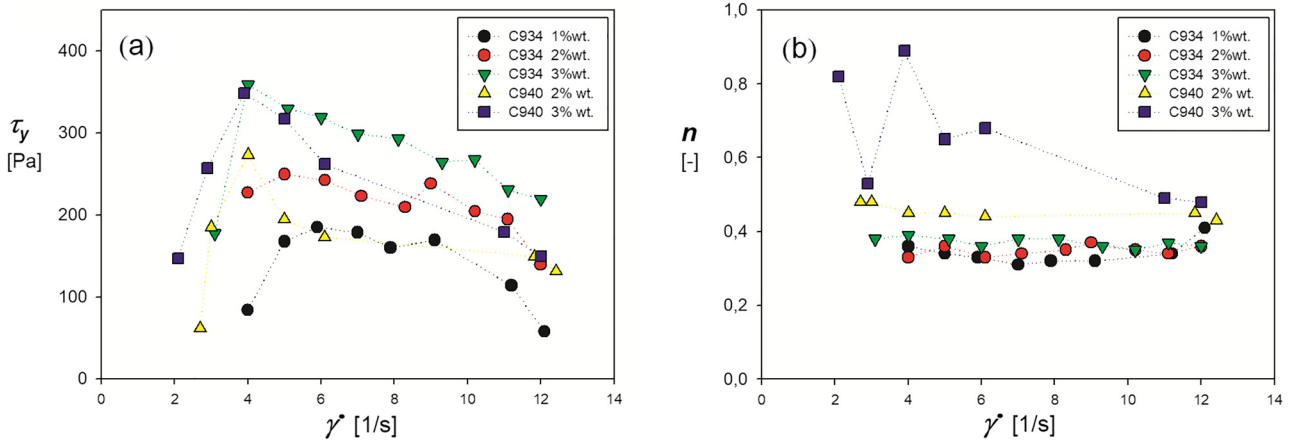 (a)
C934 1%wt.
C934 2%wt.
C934 3%wt.
C940 2% wt.
C940 3% wt.
400
300
200
100
0
τy
[Pa]
0 2 4 6 8 10 12 14
γ• [1/s]
(b)
C934 1%wt.
C934 2%wt.
C934 3%wt.
C940 2% wt.
C940 3% wt.
1,0
0,8
0,6
0,4
0,2
0,0
n
[-]
0 2 4 6 8 10 12 14
γ• [1/s]